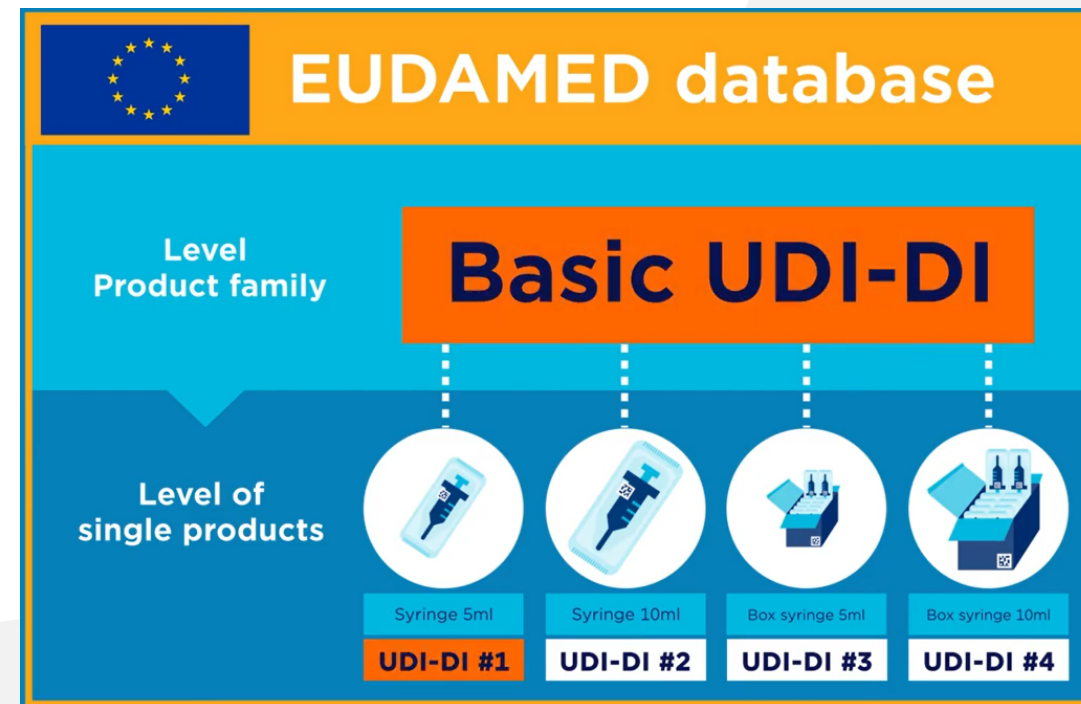 EUDAMED database
Level
Product family
Basic UDI-DI
Level of
single products
Syringe 5ml
Syringe 10ml
Box syringe 5ml
Box syringe 10ml
UDI-DI #1
UDI-DI #2
UDI-DI #3
UDI-DI #4